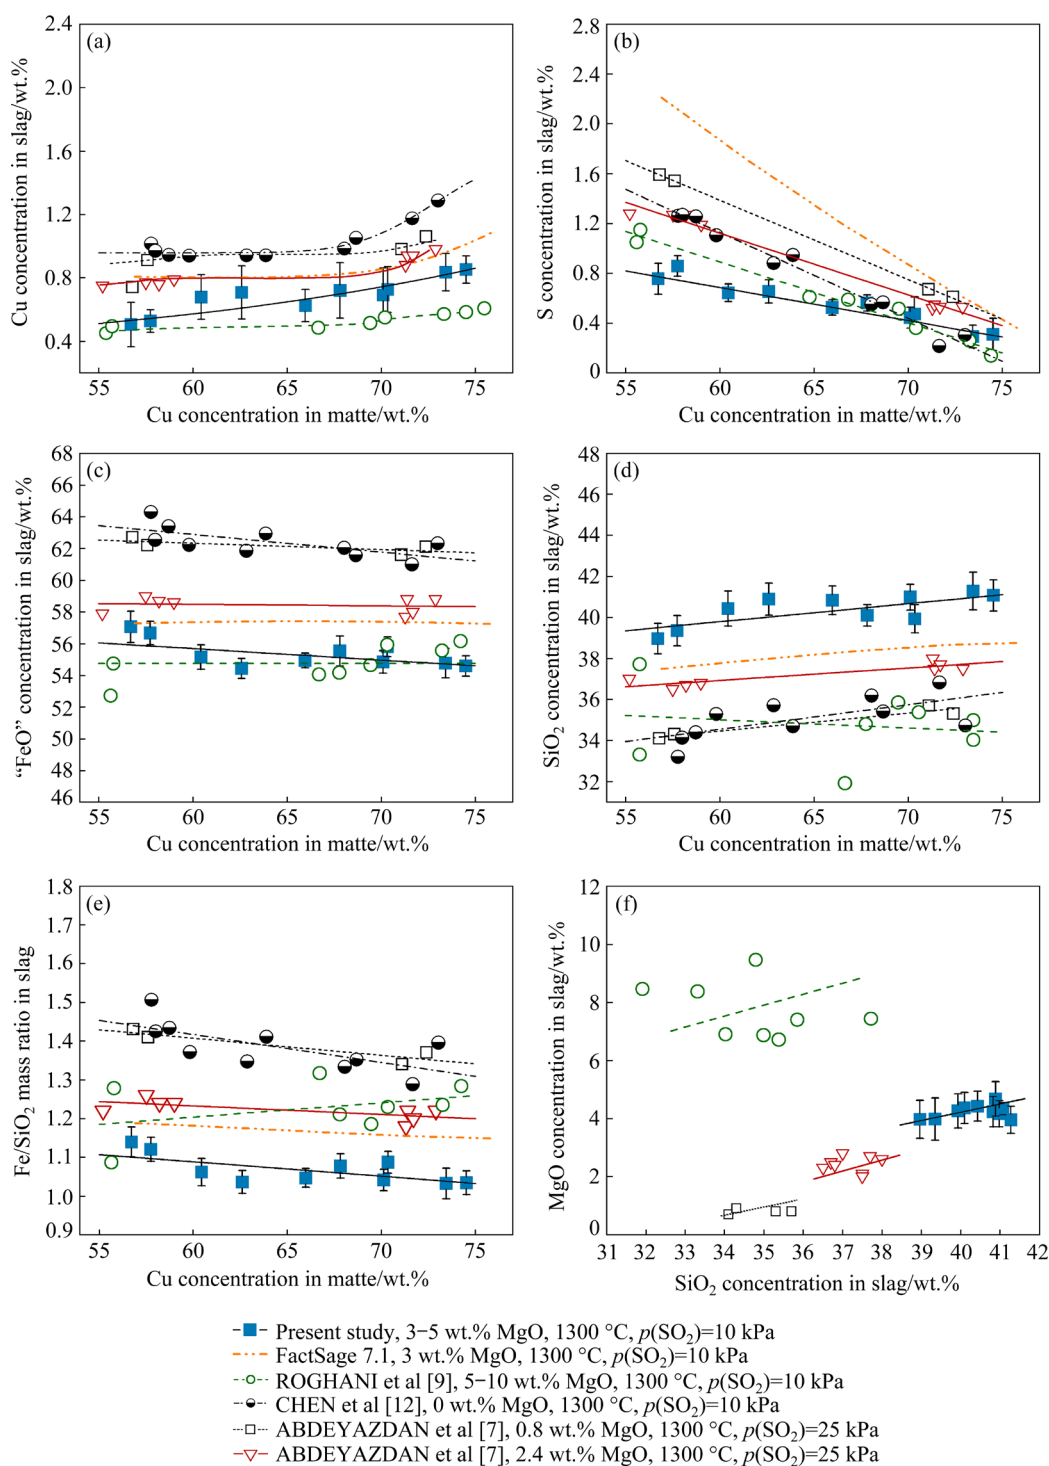 (a)
2.4
2.0
1.6
1.2
0.8
0.4
Cu concentration in slag/wt.%
55 60 65 70 75
Cu concentration in matte/wt.%
(b)
2.8
2.4
2.0
1.6
1.2
0.8
0.4
0
S concentration in slag/wt.%
55 60 65 70 75
Cu concentration in matte/wt.%
(c)
68
66
64
62
60
58
56
54
52
50
48
46
“FeO” concentration in slag/wt.%
55 60 65 70 75
Cu concentration in matte/wt.%
(d)
48
46
44
42
40
38
36
34
32
SiO₂ concentration in slag/wt.%
55 60 65 70 75
Cu concentration in matte/wt.%
(e)
1.8
1.7
1.6
1.5
1.4
1.3
1.2
1.1
1.0
0.9
Fe/SiO₂ mass ratio in slag
55 60 65 70 75
Cu concentration in matte/wt.%
(f)
12
10
8
6
4
2
0
MgO concentration in slag/wt.%
31 32 33 34 35 36 37 38 39 40 41 42
SiO₂ concentration in slag/wt.%
Present study, 3−5 wt.% MgO, 1300 °C, p(SO₂)=10 kPa
FactSage 7.1, 3 wt.% MgO, 1300 °C, p(SO₂)=10 kPa
ROGHANI et al [9], 5−10 wt.% MgO, 1300 °C, p(SO₂)=10 kPa
CHEN et al [12], 0 wt.% MgO, 1300 °C, p(SO₂)=10 kPa
ABDEYAZDAN et al [7], 0.8 wt.% MgO, 1300 °C, p(SO₂)=25 kPa
ABDEYAZDAN et al [7], 2.4 wt.% MgO, 1300 °C, p(SO₂)=25 kPa